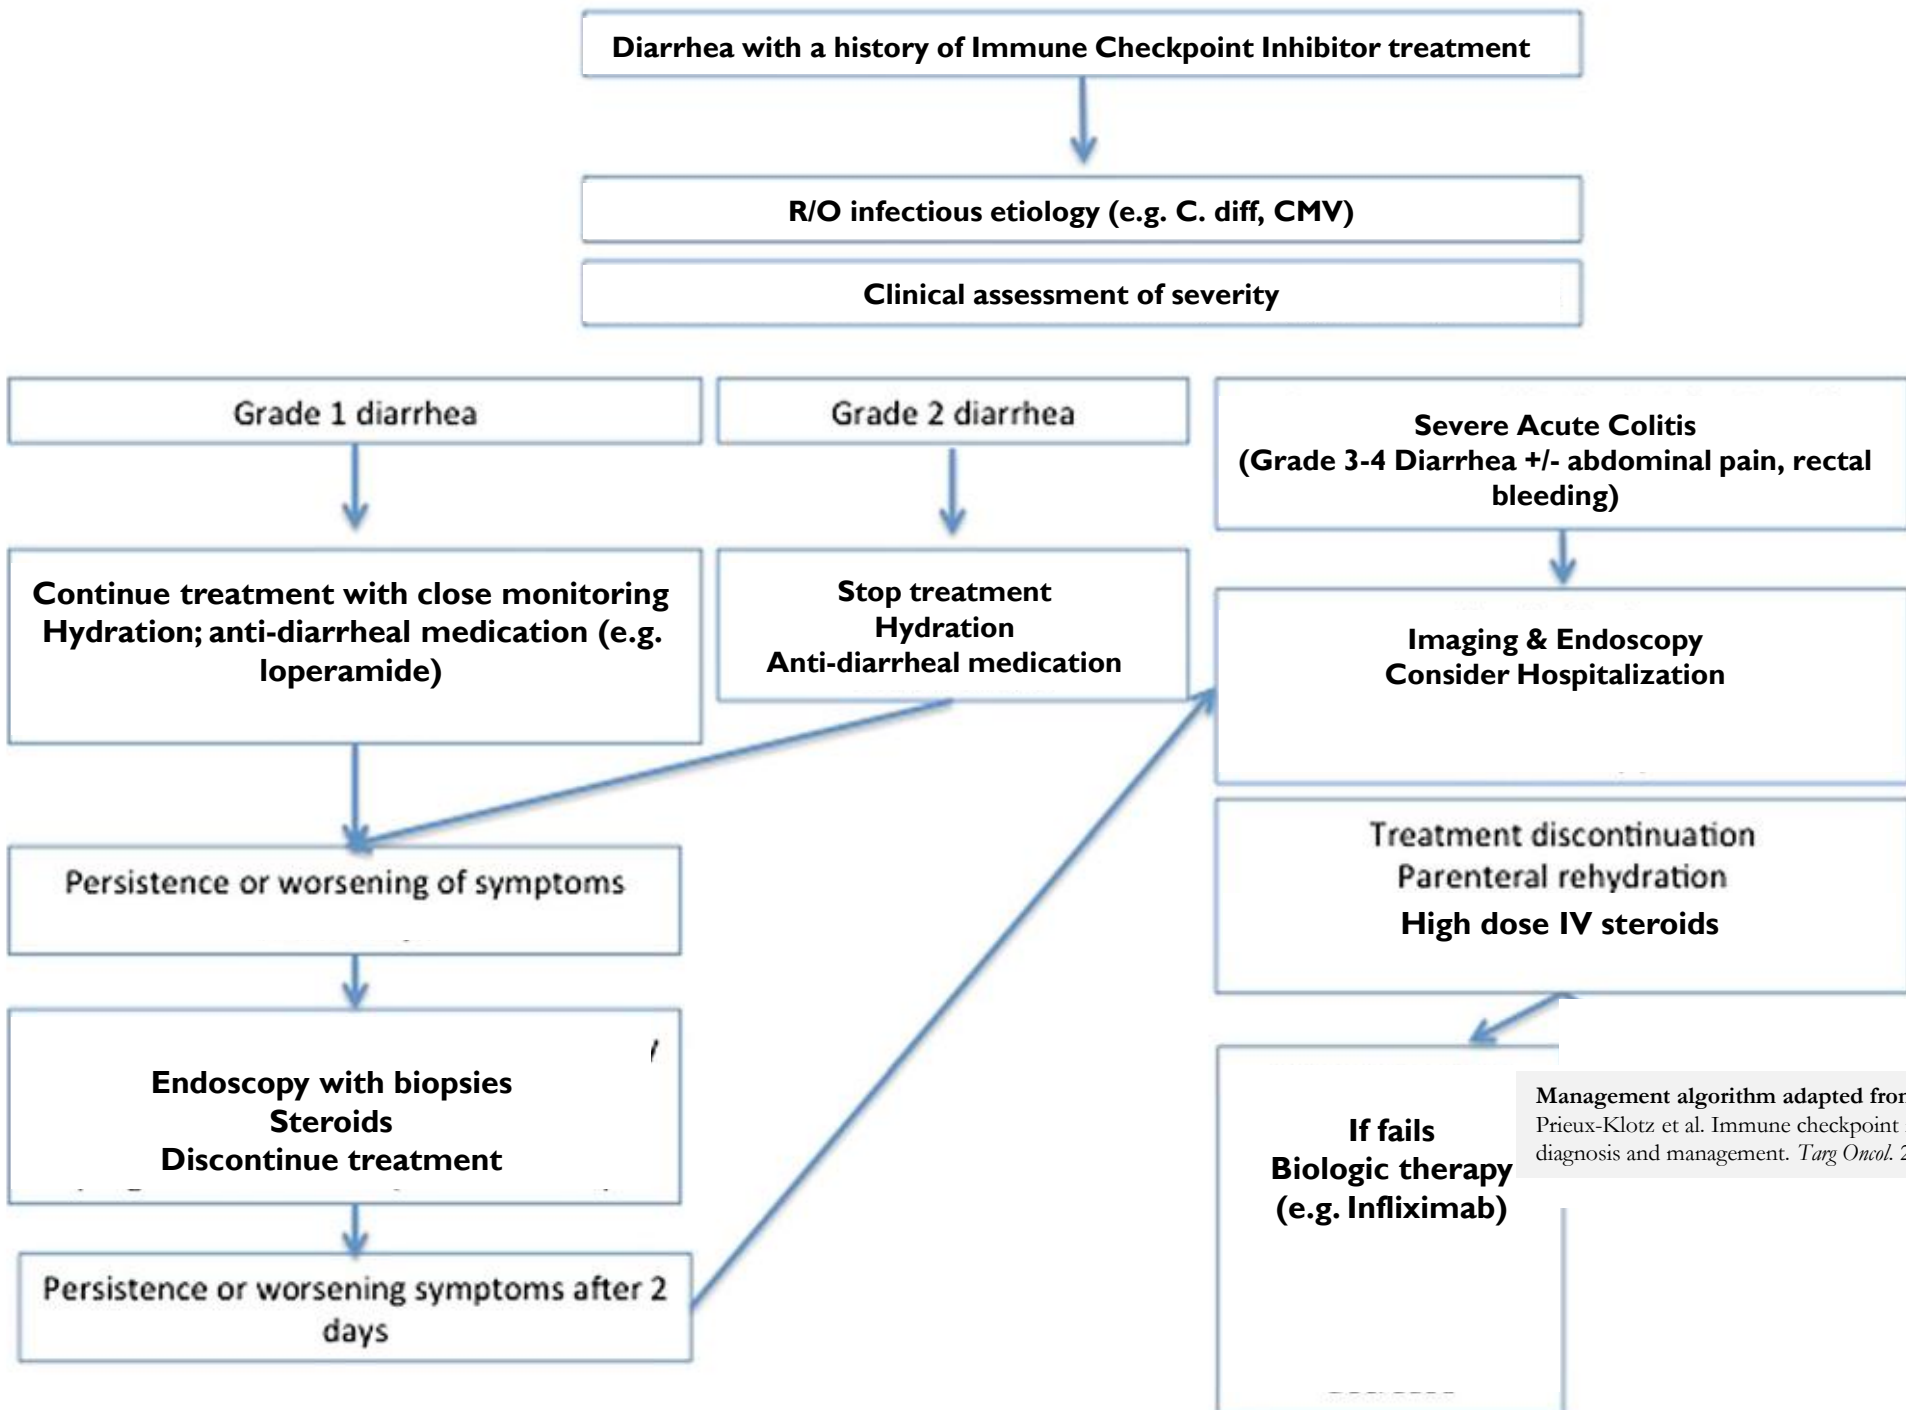 Diarrhea with a history of Immune Checkpoint Inhibitor treatment
R/O infectious etiology (e.g. C. diff, CMV)
Clinical assessment of severity
Grade 1 diarrhea
Grade 2 diarrhea
Severe Acute Colitis
(Grade 3-4 Diarrhea +/- abdominal pain, rectal
bleeding)
Continue treatment with close monitoring
Hydration; anti-diarrheal medication (e.g.
loperamide)
Stop treatment
Hydration
Anti-diarrheal medication
Imaging & Endoscopy
Consider Hospitalization
Persistence or worsening of symptoms
Treatment discontinuation
Parenteral rehydration
High dose IV steroids
Endoscopy with biopsies
Steroids
Discontinue treatment
If fails
Biologic therapy
(e.g. Infliximab)
Management algorithm adapted
Prieux-Klotz et al. Immune checkpoint
diagnosis and management. Targ Oncol.
Persistence or worsening symptoms after 2
days